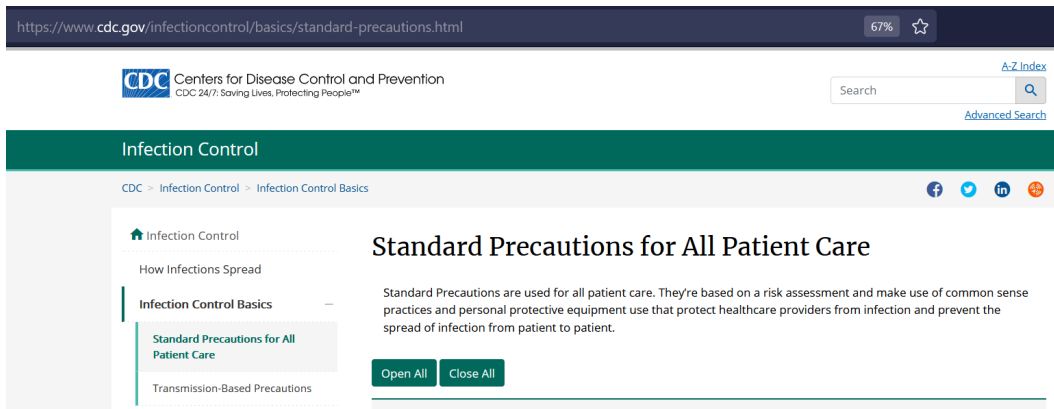 https://www.cdc.gov/infectioncontrol/basics/standard-precautions.html
67%
CDC
Centers for Disease Control and Prevention
CDC 24/7: Saving Lives, Protecting People™
A-Z Index
Search
Advanced Search
Infection Control
CDC > Infection Control > Infection Control Basics
Infection Control
How Infections Spread
Infection Control Basics
Standard Precautions for All
Patient Care
Transmission-Based Precautions
Standard Precautions for All Patient Care
Standard Precautions are used for all patient care. They're based on a risk assessment and make use of common sense
practices and personal protective equipment use that protect healthcare providers from infection and prevent the
spread of infection from patient to patient.
Open All
Close All